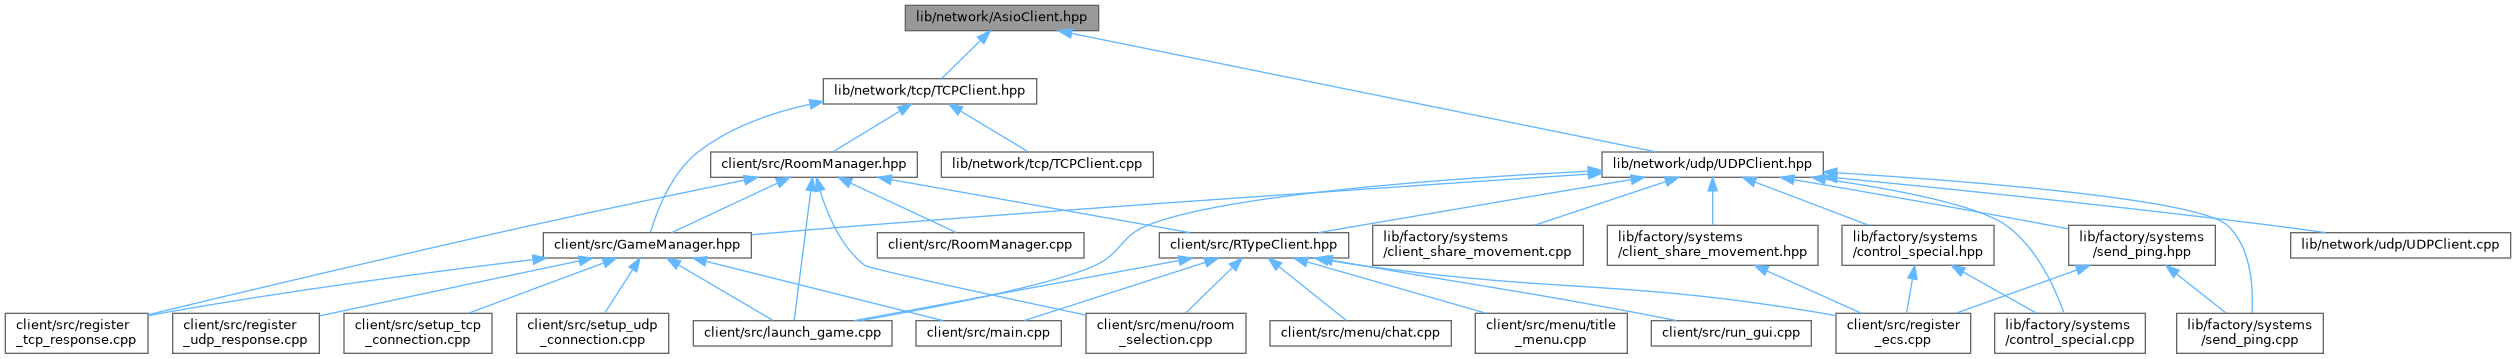 lib/network/AsioClient.hpp
lib/network/tcp/TCPClient.hpp
client/src/RoomManager.hpp
lib/network/tcp/TCPClient.cpp
lib/network/udp/UDPClient.hpp
client/src/GameManager.hpp
client/src/RoomManager.cpp
client/src/RTypeClient.hpp
lib/factory/systems
/client_share_movement.cpp
lib/factory/systems
/client_share_movement.hpp
lib/factory/systems
/control_special.hpp
lib/factory/systems
/send_ping.hpp
lib/network/udp/UDPClient.cpp
client/src/register
_tcp_response.cpp
client/src/register
_udp_response.cpp
client/src/setup_tcp
_connection.cpp
client/src/setup_udp
_connection.cpp
client/src/launch_game.cpp
client/src/main.cpp
client/src/menu/room
_selection.cpp
client/src/menu/chat.cpp
client/src/menu/title
_menu.cpp
client/src/run_gui.cpp
client/src/register
_ecs.cpp
lib/factory/systems
/control_special.cpp
lib/factory/systems
/send_ping.cpp